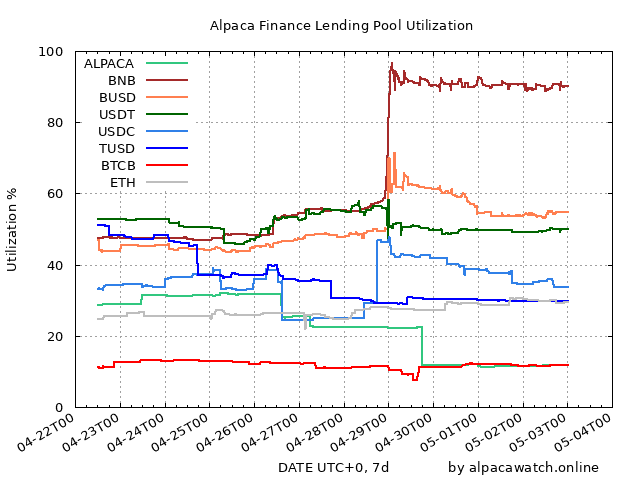 Alpaca Finance Lending Pool Utilization
100
80
60
40
20
0
Utilization %
ALPACA
BNB
BUSD
USDT
USDC
TUSD
BTCB
ETH
04-22T00
04-23T00
04-24T00
04-25T00
04-26T00
04-27T00
04-28T00
04-29T00
04-30T00
05-01T00
05-02T00
05-03T00
05-04T00
DATE UTC+0, 7d
by alpacawatch.online